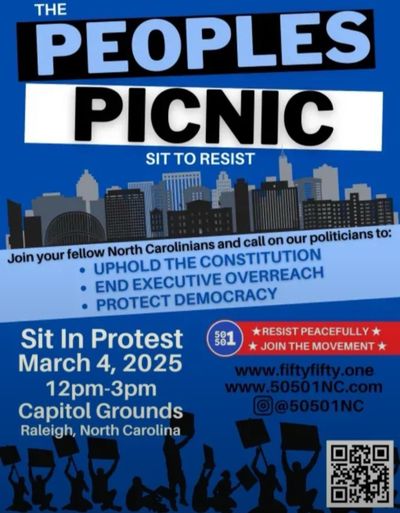 THE
PEOPLES
PICNIC
SIT TO RESIST
Join your fellow North Carolinians and call on our politicians to:
• UPHOLD THE CONSTITUTION
• END EXECUTIVE OVERREACH
• PROTECT DEMOCRACY
Sit In Protest
March 4, 2025
12pm-3pm
Capitol Grounds
Raleigh, North Carolina
50
501
★RESIST PEACEFULLY★
★ JOIN THE MOVEMENT ★
www.fiftyfifty.one
www.50501NC.com
@50501NC